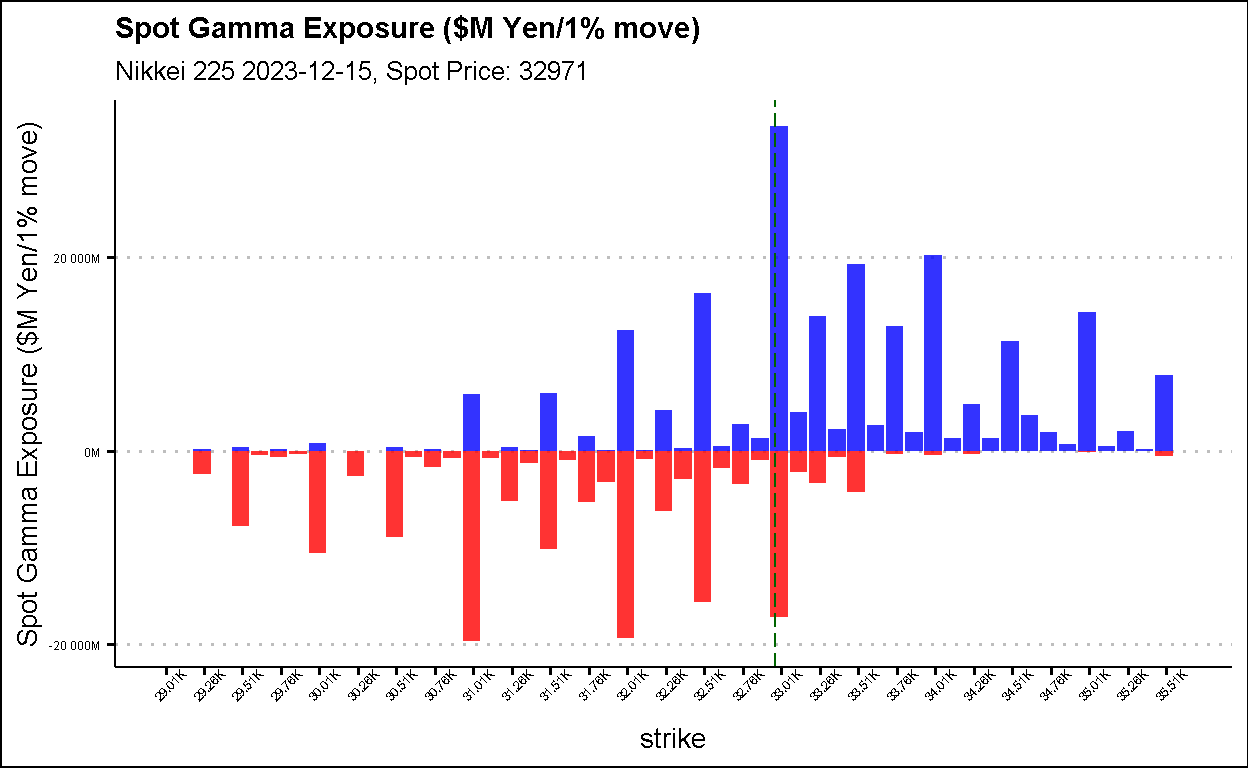 Spot Gamma Exposure ($M Yen/1% move)
Nikkei 225 2023-12-15, Spot Price: 32971
Spot Gamma Exposure ($M Yen/1% move)
20 000M
0M
-20 000M
29.01K
29.26K
29.51K
29.76K
30.01K
30.26K
30.51K
30.76K
31.01K
31.26K
31.51K
31.76K
32.01K
32.26K
32.51K
32.76K
33.01K
33.26K
33.51K
33.76K
34.01K
34.26K
34.51K
34.76K
35.01K
35.26K
35.51K
strike